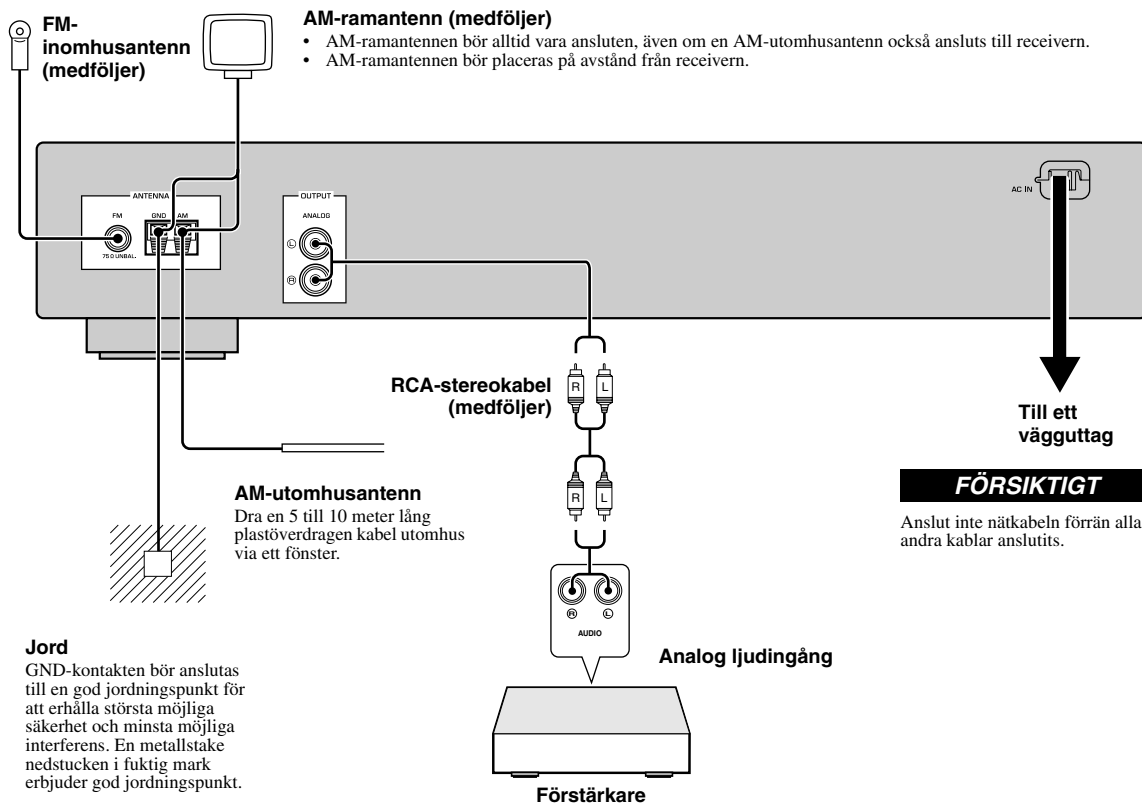 FM-
inomhusantenn
(medföljer)
AM-ramantenn (medföljer)
• AM-ramantennen bör alltid vara ansluten, även om en AM-utomhusantenn också ansluts till receivern.
• AM-ramantennen bör placeras på avstånd från receivern.
ANTENNA
FM
GND
AM
75Ω UNBAL.
OUTPUT
ANALOG
L
R
AC IN
RCA-stereokabel
(medföljer)
R L
R L
R L
AUDIO
Till ett
vägguttag
FÖRSIKTIGT
Anslut inte nätkabeln förrän alla
andra kablar anslutits.
AM-utomhusantenn
Dra en 5 till 10 meter lång
plastöverdragen kabel utomhus
via ett fönster.
Jord
GND-kontakten bör anslutas
till en god jordningspunkt för
att erhålla största möjliga
säkerhet och minsta möjliga
interferens. En metallstake
nedstucken i fuktig mark
erbjuder god jordningspunkt.
Analog ljudingång
Förstärkare